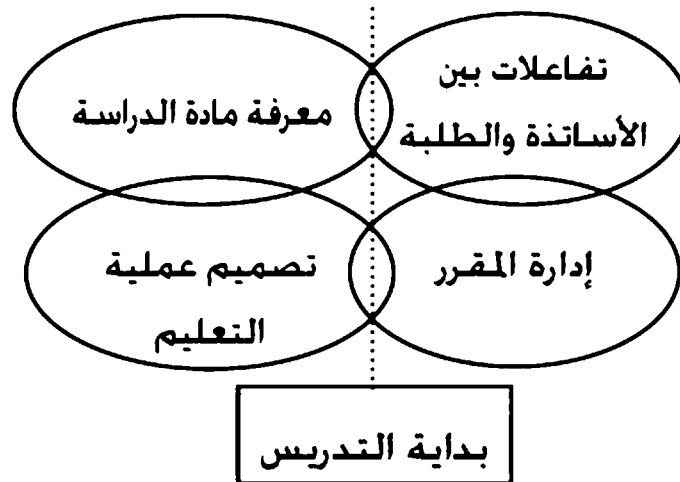 تفاعلات بين
الأساتذة والطلبة
معرفة مادة الدراسة
إدارة المقرر
تصميم عملية
التعليم
بداية التدريس